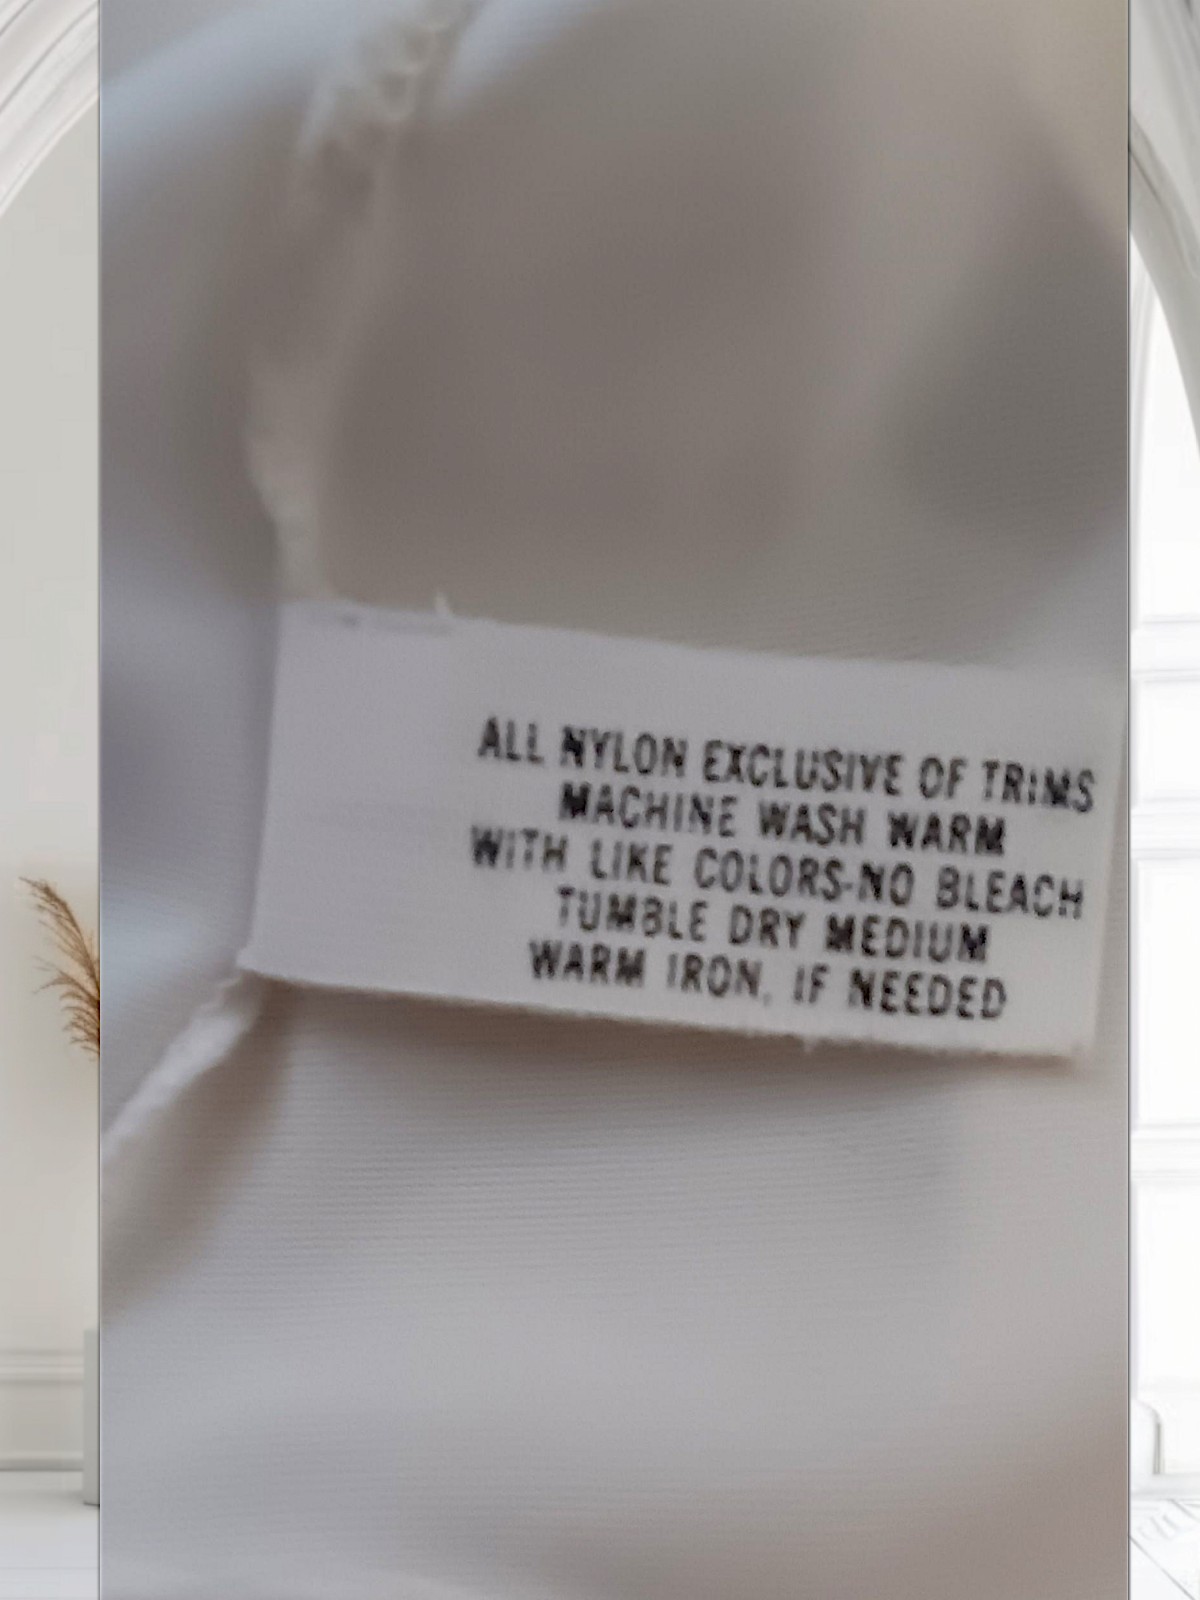 ALL NYLON EXCLUSIVE OF TRIMS
MACHINE WASH WARM
WITH LIKE COLORS-NO BLEACH
TUMBLE DRY MEDIUM
WARM IRON, IF NEEDED